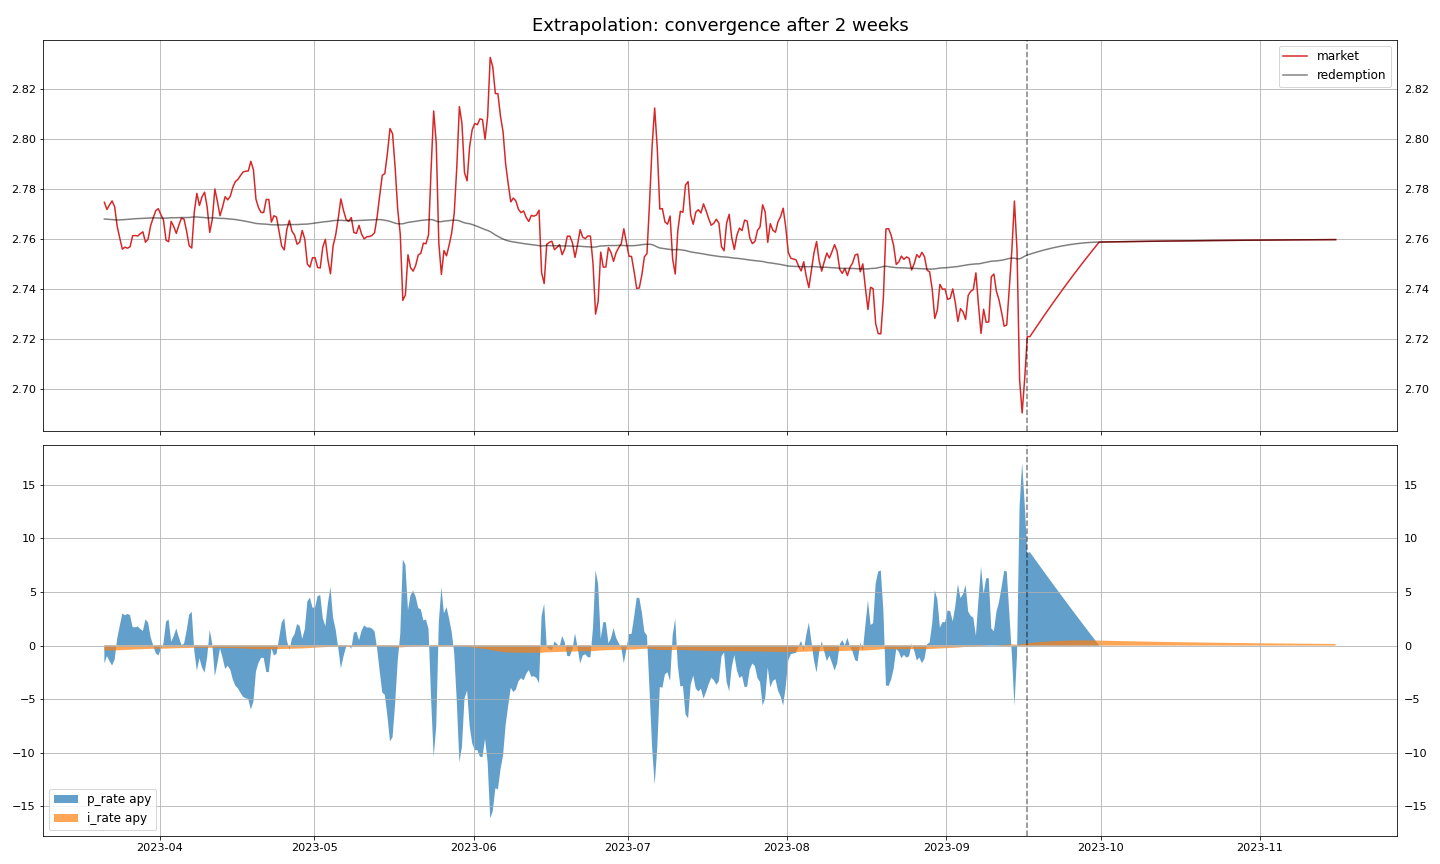 Extrapolation: convergence after 2 weeks
market
redemption
2.82 2.82
2.80 2.80
2.78 2.78
2.76 2.76
2.74 2.74
2.72 2.72
2.70 2.70
15 15
10 10
5 5
0 0
−5 −5
−10 −10
−15 −15
p_rate apy
i_rate apy
2023-04 2023-05 2023-06 2023-07 2023-08 2023-09 2023-10 2023-11